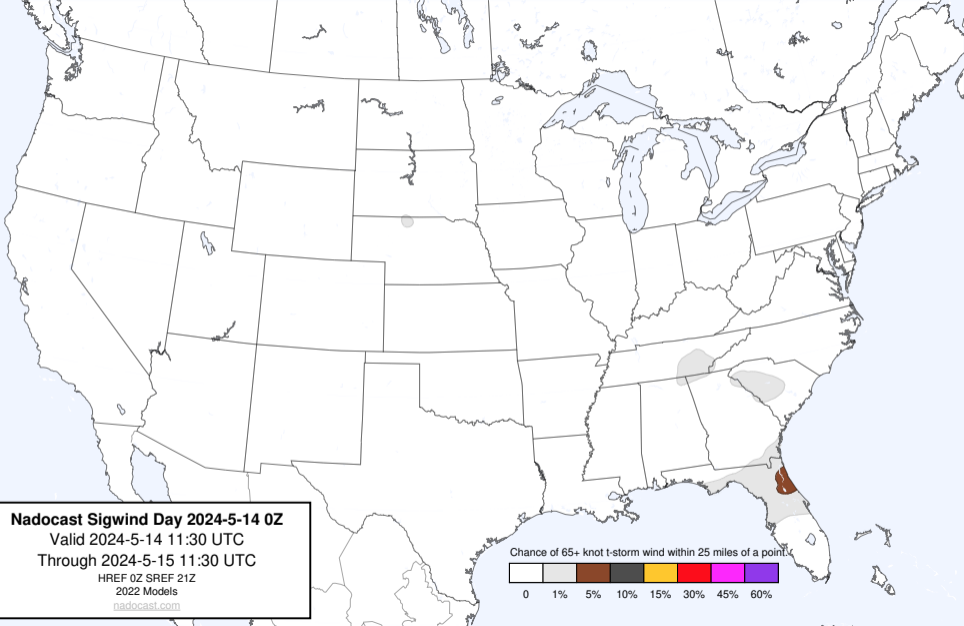 Nadocast Sigwind Day 2024-5-14 0Z
Valid 2024-5-14 11:30 UTC
Through 2024-5-15 11:30 UTC
HREF 0Z SREF 21Z
2022 Models
nadocast.com
Chance of 65+ knot t-storm wind within 25 miles of a point.
0 1% 5% 10% 15% 30% 45% 60%